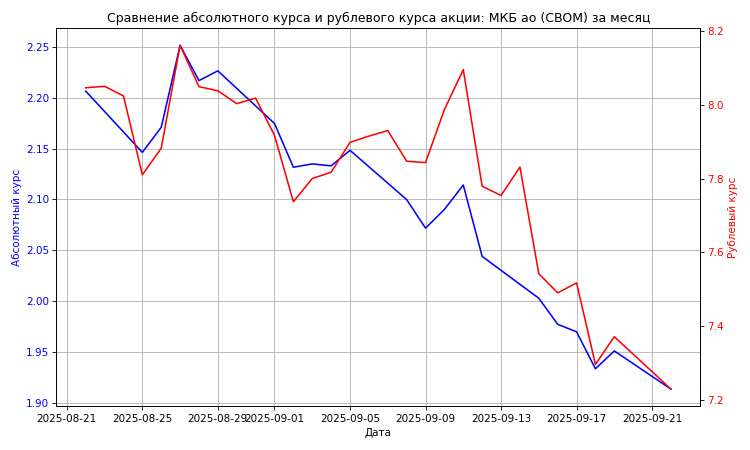 Сравнение абсолютного курса и рублевого курса акции: МКБ ао (CBOM) за месяц
2.25
2.20
2.15
2.10
2.05
2.00
1.95
1.90
Абсолютный курс
8.2
8.0
7.8
7.6
7.4
7.2
Рублевый курс
2025-08-21 2025-08-25 2025-08-29 2025-09-01 2025-09-05 2025-09-09 2025-09-13 2025-09-17 2025-09-21
Дата